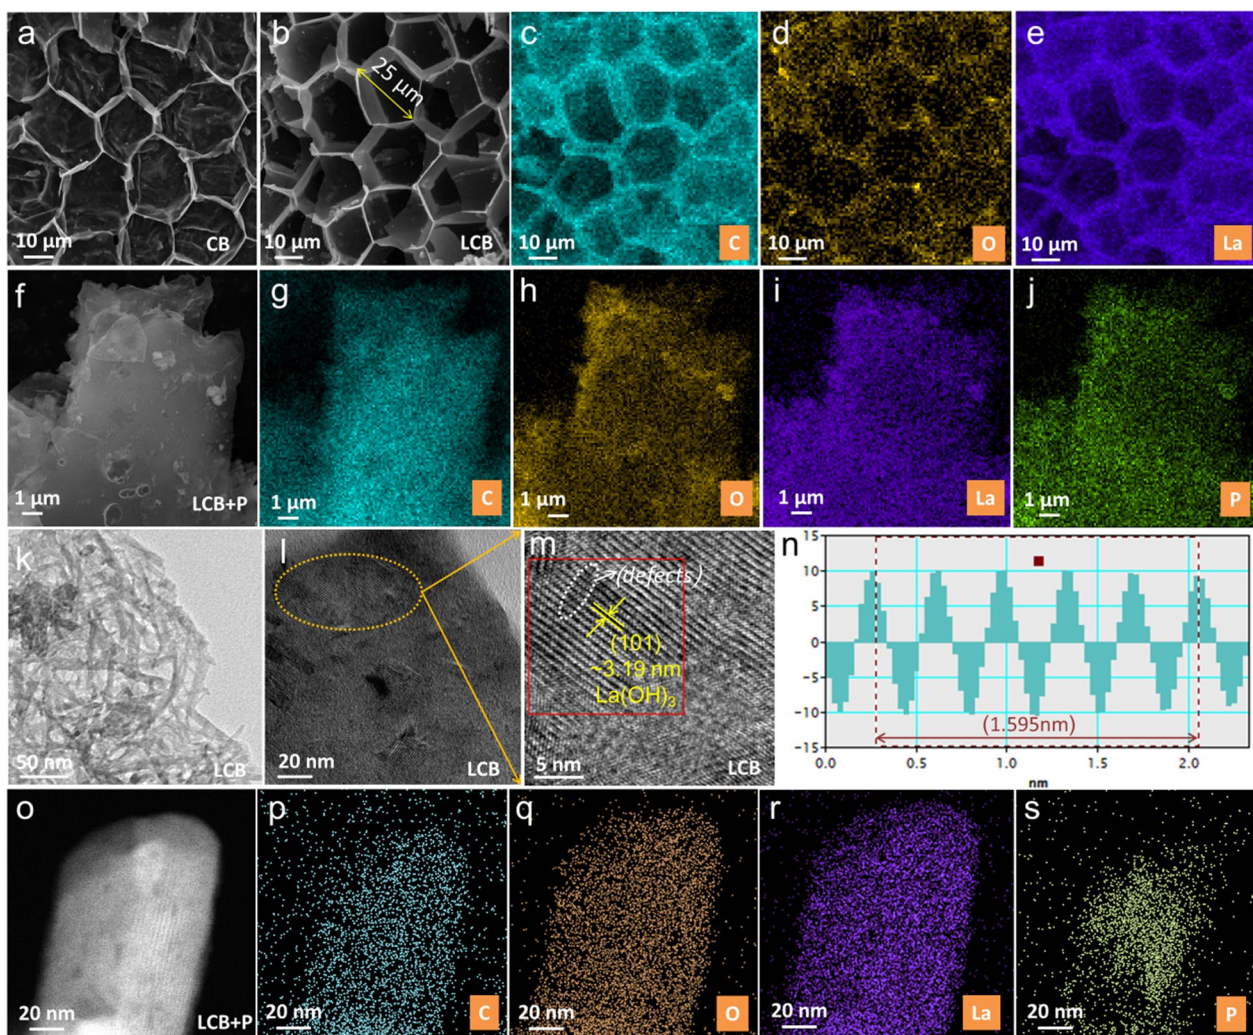 a
10 µm
CB
b
25 µm
10 µm
LCB
c
10 µm
C
d
10 µm
O
e
10 µm
La
f
1 µm
LCB+P
g
1 µm
C
h
1 µm
O
i
1 µm
La
j
1 µm
P
k
50 nm
LCB
l
20 nm
LCB
m
(defects)
(101)
~3.19 nm
La(OH)₃
5 nm
LCB
n
15
10
5
0
−5
−10
−15
(1.595nm)
0.0 0.5 1.0 1.5 2.0
nm
o
20 nm
LCB+P
p
20 nm
C
q
20 nm
O
r
20 nm
La
s
20 nm
P